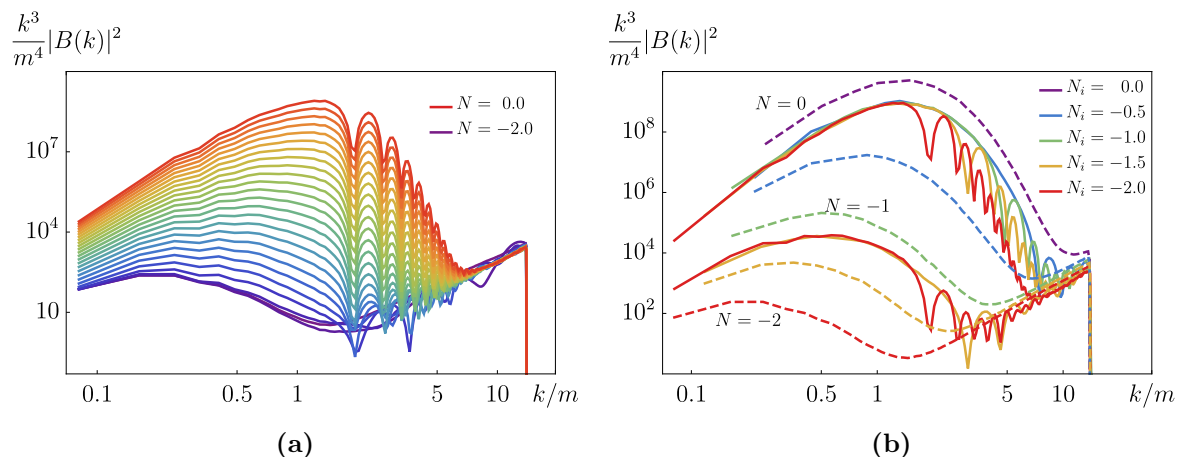 k³/m⁴ |B(k)|²
N = 0.0
N = −2.0
10⁷
10⁴
10
0.1 0.5 1 5 10 k/m
(a)
k³/m⁴ |B(k)|²
N = 0
N = −1
N = −2
Nᵢ = 0.0
Nᵢ = −0.5
Nᵢ = −1.0
Nᵢ = −1.5
Nᵢ = −2.0
10⁸
10⁶
10⁴
10²
0.1 0.5 1 5 10 k/m
(b)